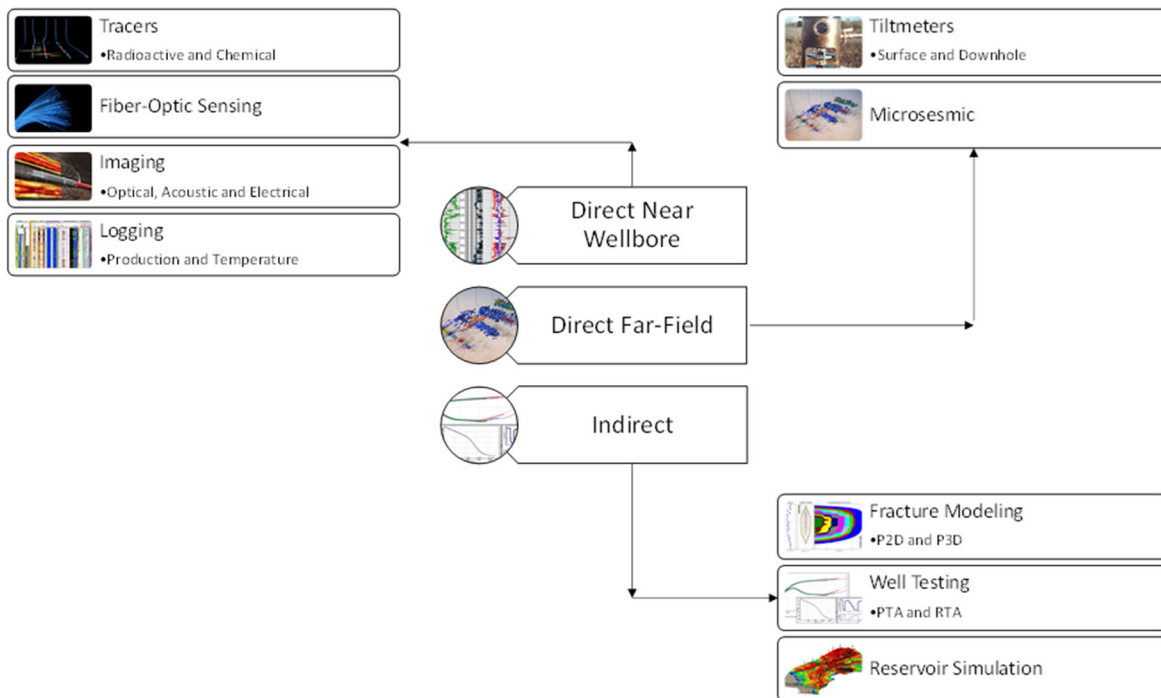 Tracers
•Radioactive and Chemical
Fiber-Optic Sensing
Imaging
•Optical, Acoustic and Electrical
Logging
•Production and Temperature
Direct Near
Wellbore
Direct Far-Field
Indirect
Tiltmeters
•Surface and Downhole
Microsesmic
Fracture Modeling
•P2D and P3D
Well Testing
•PTA and RTA
Reservoir Simulation